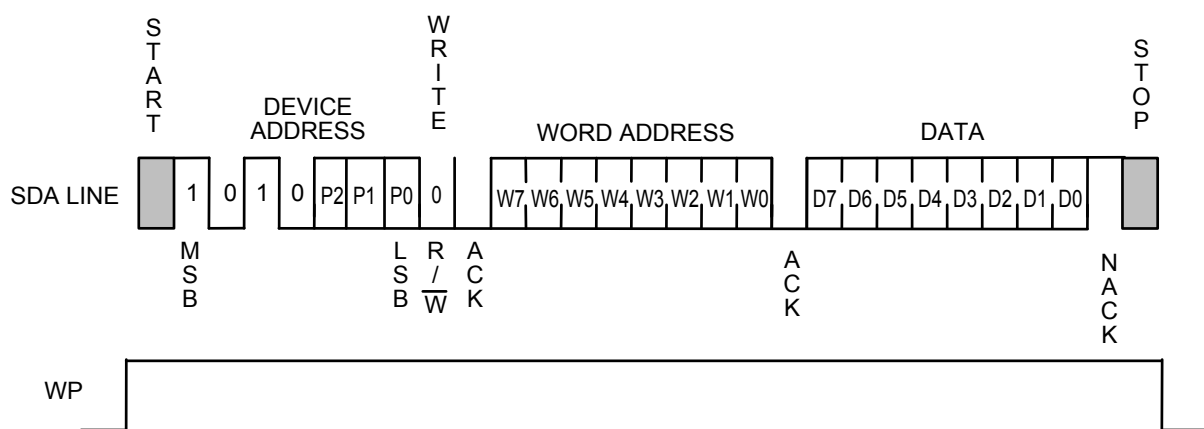 START
WRITE
STOP
DEVICE
ADDRESS
WORD ADDRESS
DATA
SDA LINE
1 0 1 0 P2 P1 P0 0 W7 W6 W5 W4 W3 W2 W1 W0 D7 D6 D5 D4 D3 D2 D1 D0
MSB
LSB
R/W̅
ACK
ACK
NACK
WP